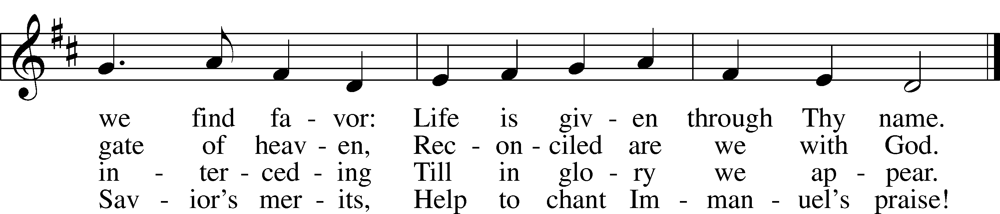 we find fa - vor: Life is giv - en through Thy name.
gate of heav - en, Rec - on - ciled are we with God.
in - ter - ced - ing Till in glo - ry we ap - pear.
Sav - ior's mer - its, Help to chant Im - man - uel's praise!